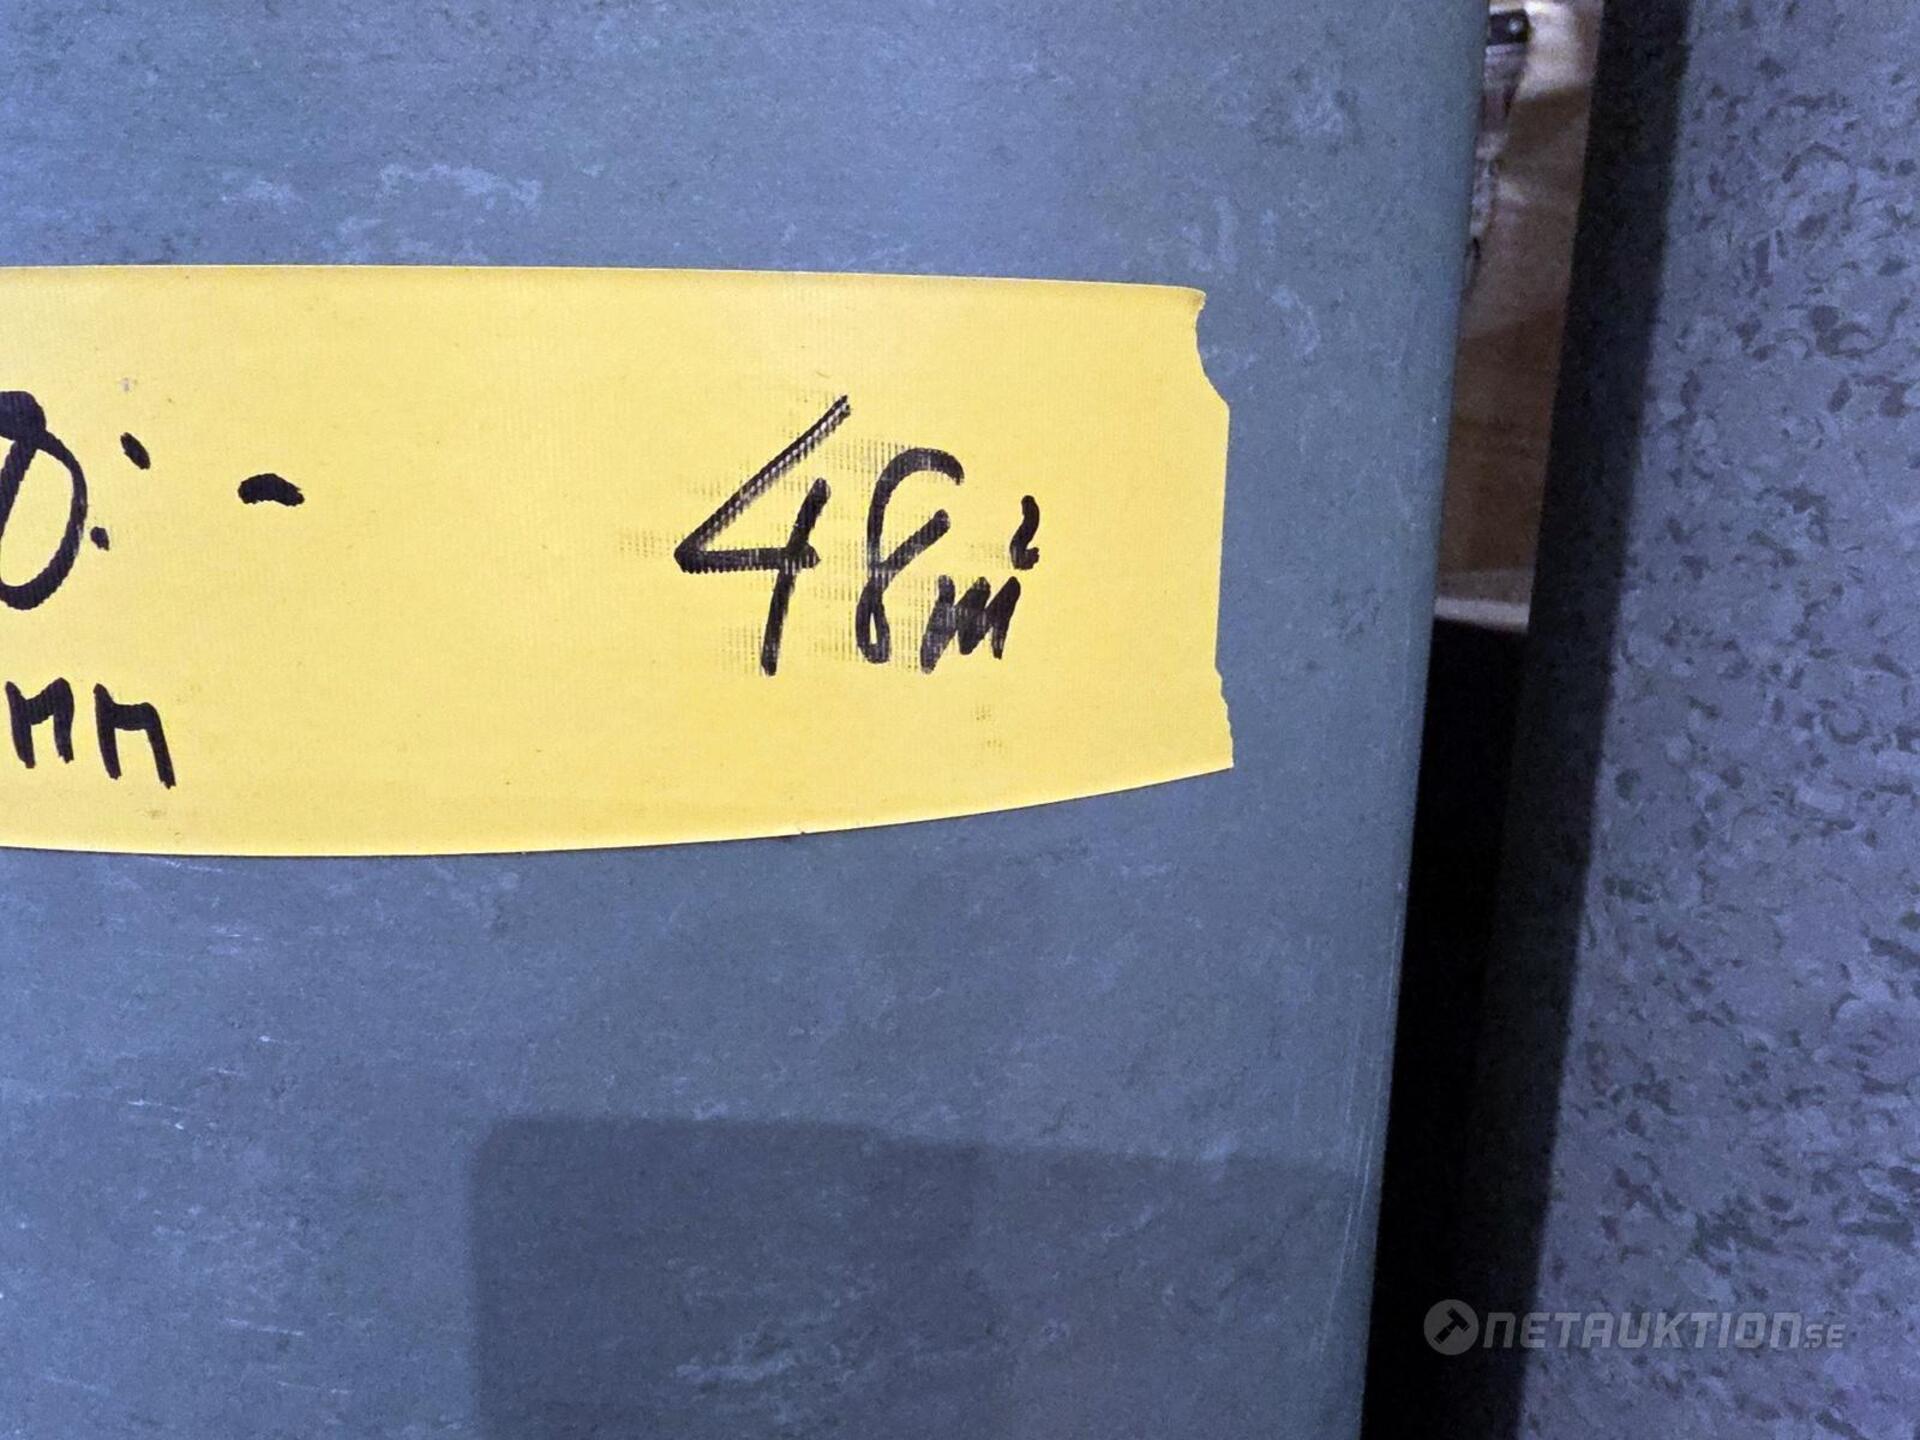 0:- 48m²
mm
NETAUKTION.SE